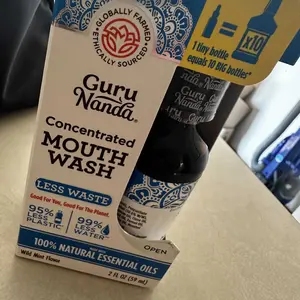 GLOBALLY FARMED
ETHICALLY SOURCED
1 tiny bottle
equals 10 BIG bottles*
x10
Guru
Nanda
Concentrated
MOUTH
WASH
LESS WASTE
Good For You, Good For The Planet.
95%
LESS
PLASTIC
99%
LESS
WATER
100% NATURAL ESSENTIAL OILS
Wild Mint Flavor
2 fl oz (59 mL)
OPEN